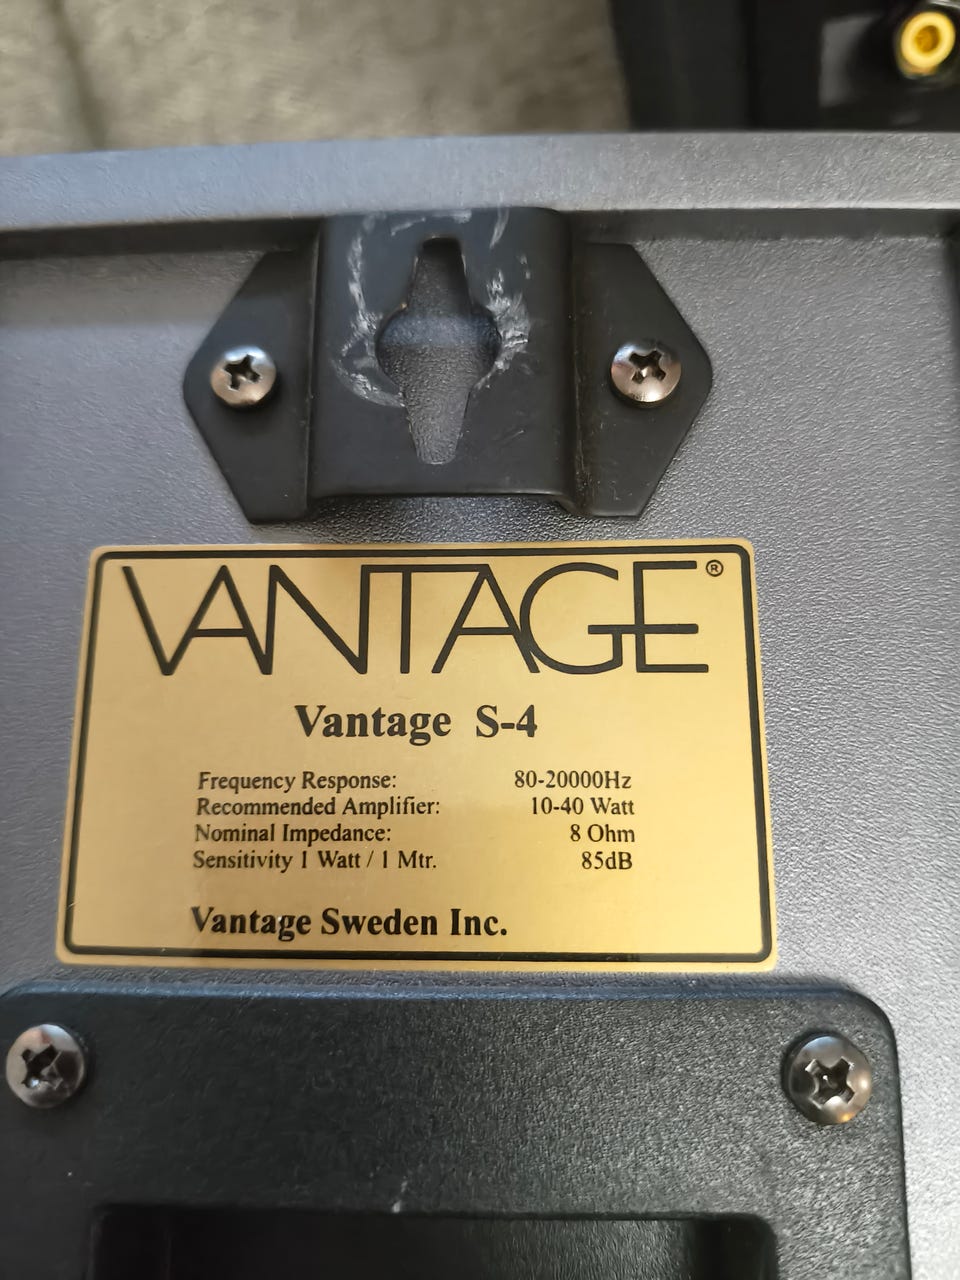 VANTAGE®
Vantage S-4
Frequency Response: 80-20000Hz
Recommended Amplifier: 10-40 Watt
Nominal Impedance: 8 Ohm
Sensitivity 1 Watt / 1 Mtr. 85dB
Vantage Sweden Inc.